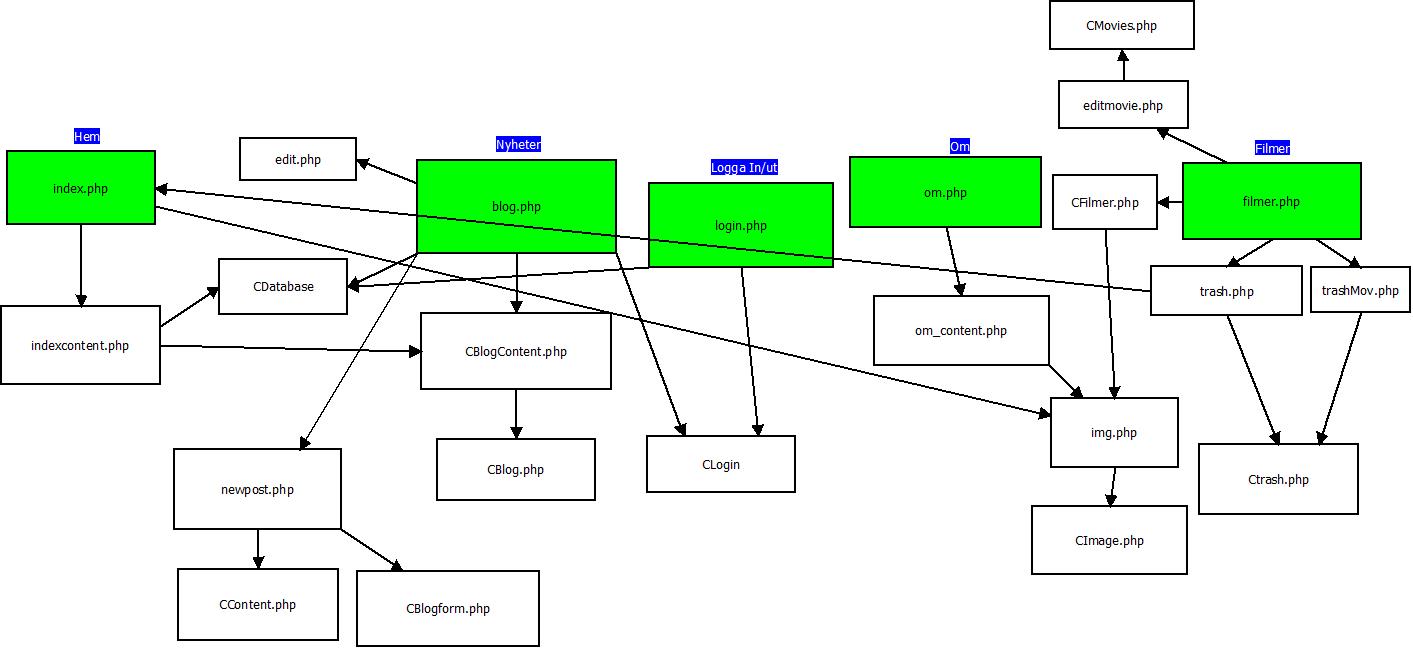 CMovies.php
editmovie.php
Hem
Nyheter
Logga In/ut
Om
Filmer
edit.php
index.php
blog.php
login.php
om.php
CFilmer.php
filmer.php
CDatabase
trash.php
trashMov.php
indexcontent.php
CBlogContent.php
om_content.php
img.php
CBlog.php
CLogin
Ctrash.php
newpost.php
CImage.php
CContent.php
CBlogform.php